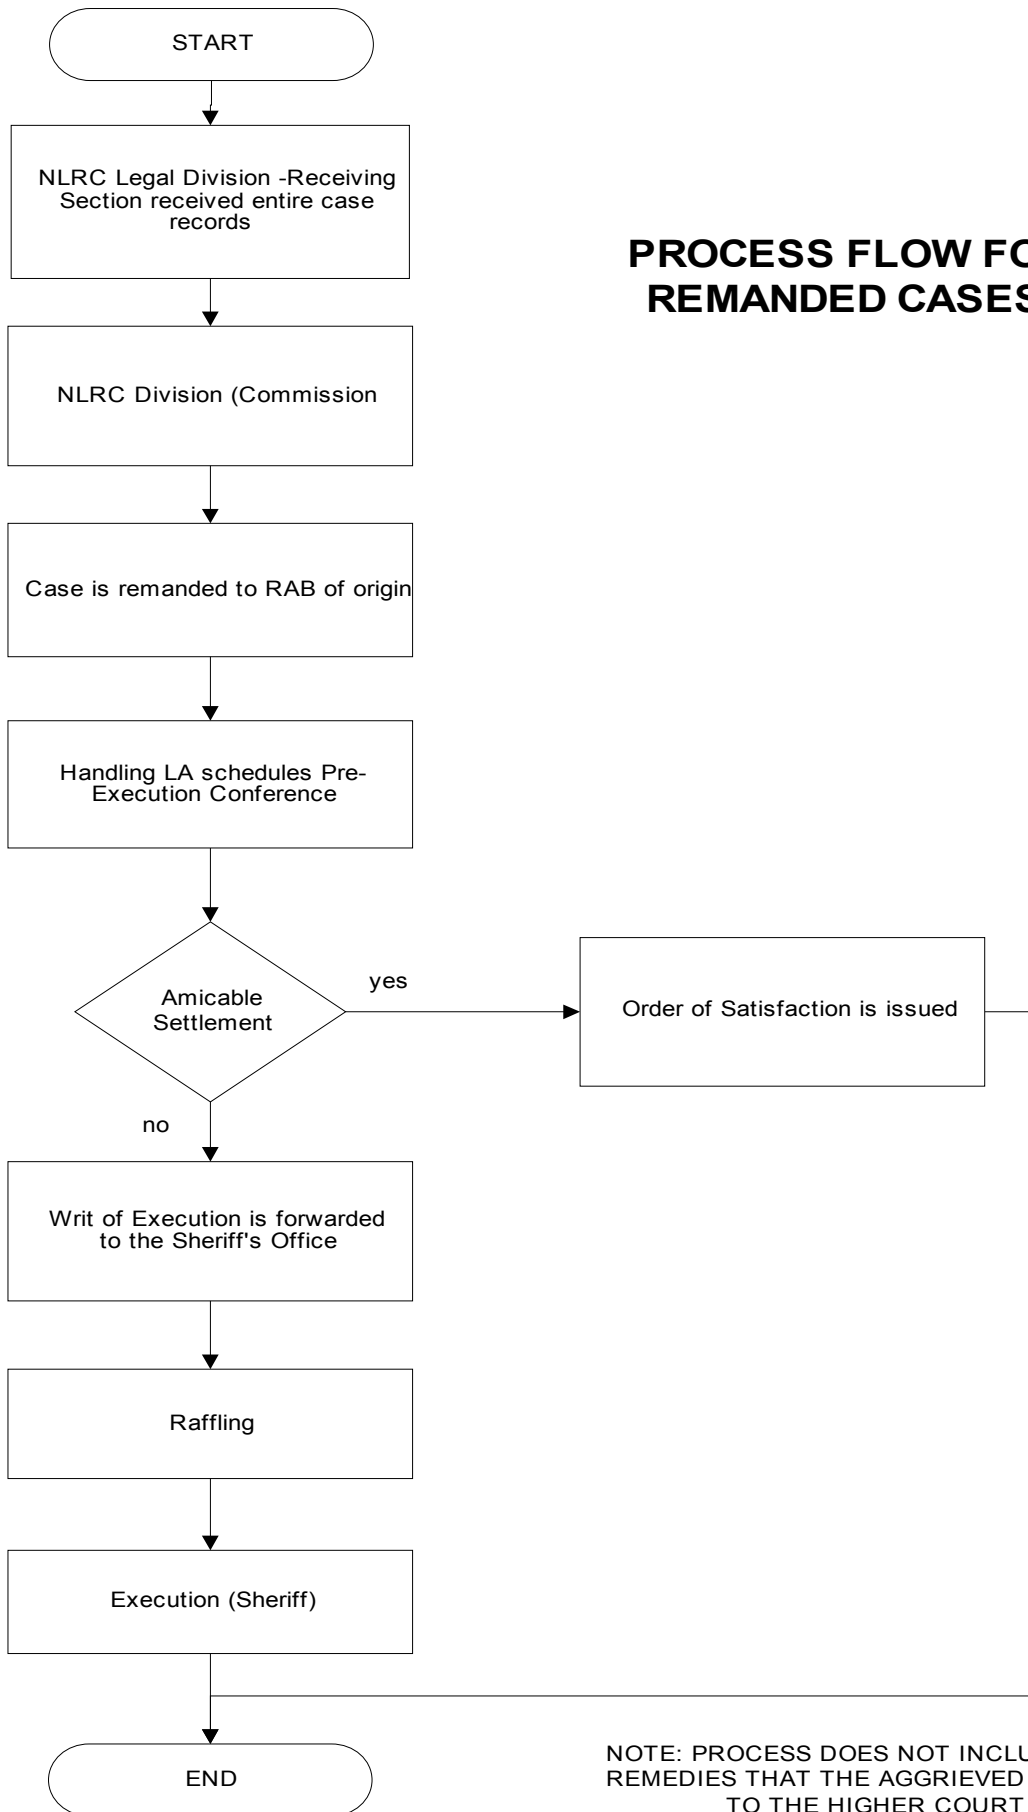 START
NLRC Legal Division -Receiving
Section received entire case
records
PROCESS FLOW FO
REMANDED CASES
NLRC Division (Commission
Case is remanded to RAB of origin
Handling LA schedules Pre-
Execution Conference
Amicable
Settlement
yes
Order of Satisfaction is issued
no
Writ of Execution is forwarded
to the Sheriff's Office
Raffling
Execution (Sheriff)
END
NOTE: PROCESS DOES NOT INCLU
REMEDIES THAT THE AGGRIEVED
TO THE HIGHER COURT